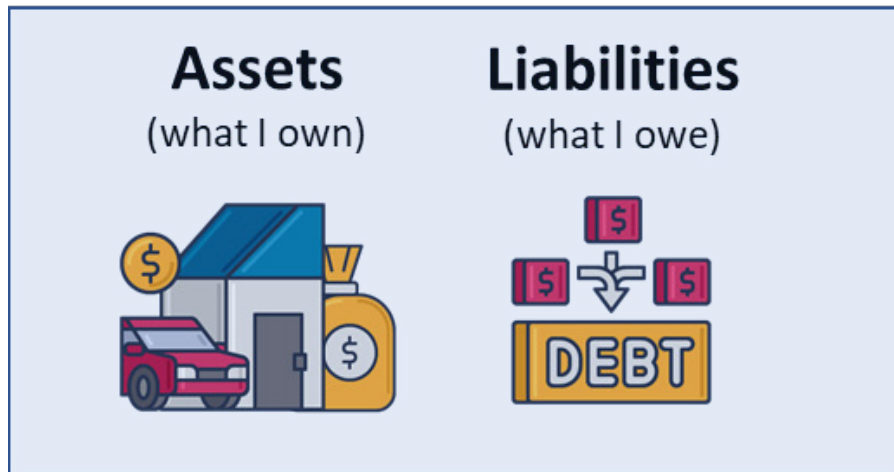 Assets
(what I own)
Liabilities
(what I owe)
$
$
$
$
$
DEBT